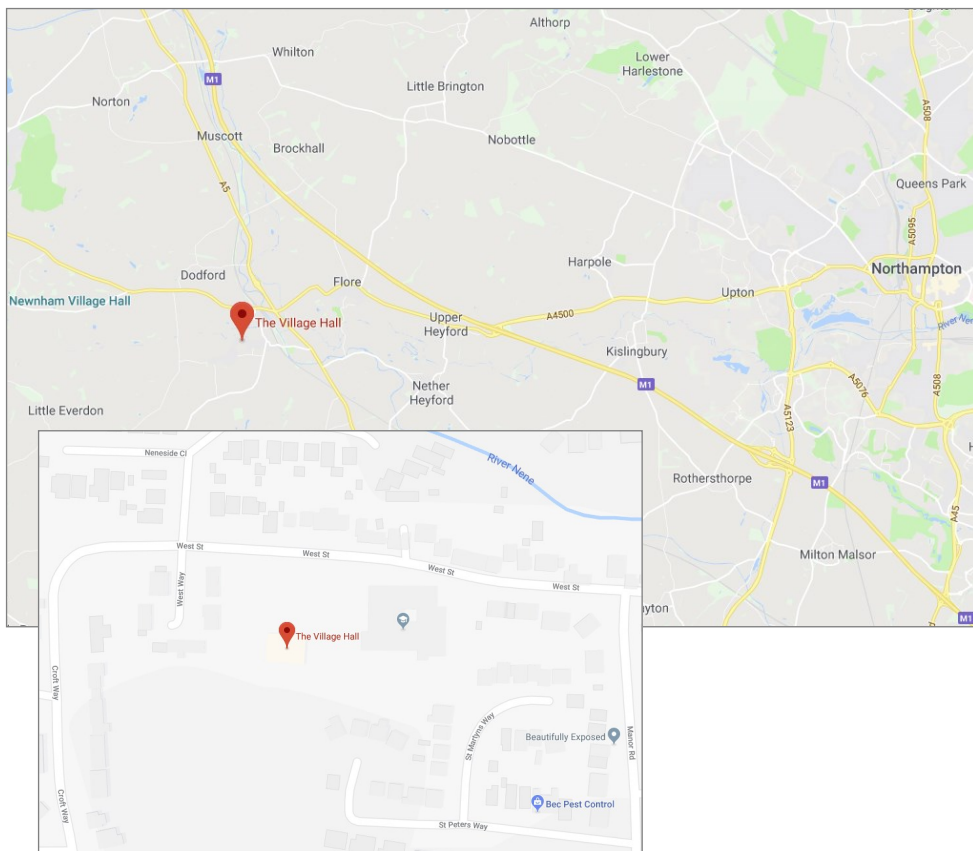 Althorp
Whilton
Lower
Harlestone
M1
Little Brington
A508
Norton
Muscott
Nobottle
Brockhall
A5
Queens Park
A5095
Dodford
Harpole
Northampton
Flore
Upton
Newnham Village Hall
The Village Hall
Upper
Heyford
A4500
River Nene
Kislingbury
M1
A5076
A508
Nether
Heyford
A5123
Little Everdon
Rothersthorpe
M1
A45
Milton Malsor
M1
Neneside Cl
River Nene
West St
West St
West St
West St
West Way
The Village Hall
Croft Way
St Martyns Way
Beautifully Exposed
Manor Rd
Croft Way
Bec Pest Control
St Peters Way